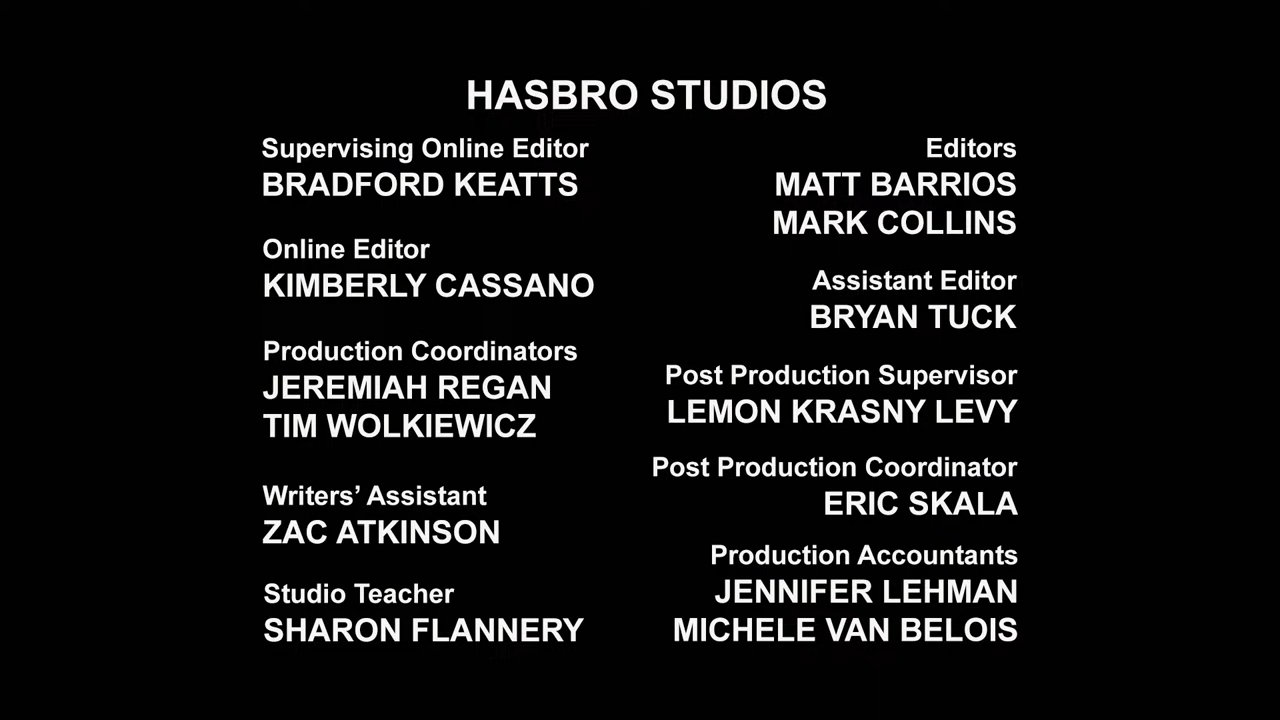 HASBRO STUDIOS
Supervising Online Editor
BRADFORD KEATTS
Online Editor
KIMBERLY CASSANO
Production Coordinators
JEREMIAH REGAN
TIM WOLKIEWICZ
Writers’ Assistant
ZAC ATKINSON
Studio Teacher
SHARON FLANNERY
Editors
MATT BARRIOS
MARK COLLINS
Assistant Editor
BRYAN TUCK
Post Production Supervisor
LEMON KRASNY LEVY
Post Production Coordinator
ERIC SKALA
Production Accountants
JENNIFER LEHMAN
MICHELE VAN BELOIS